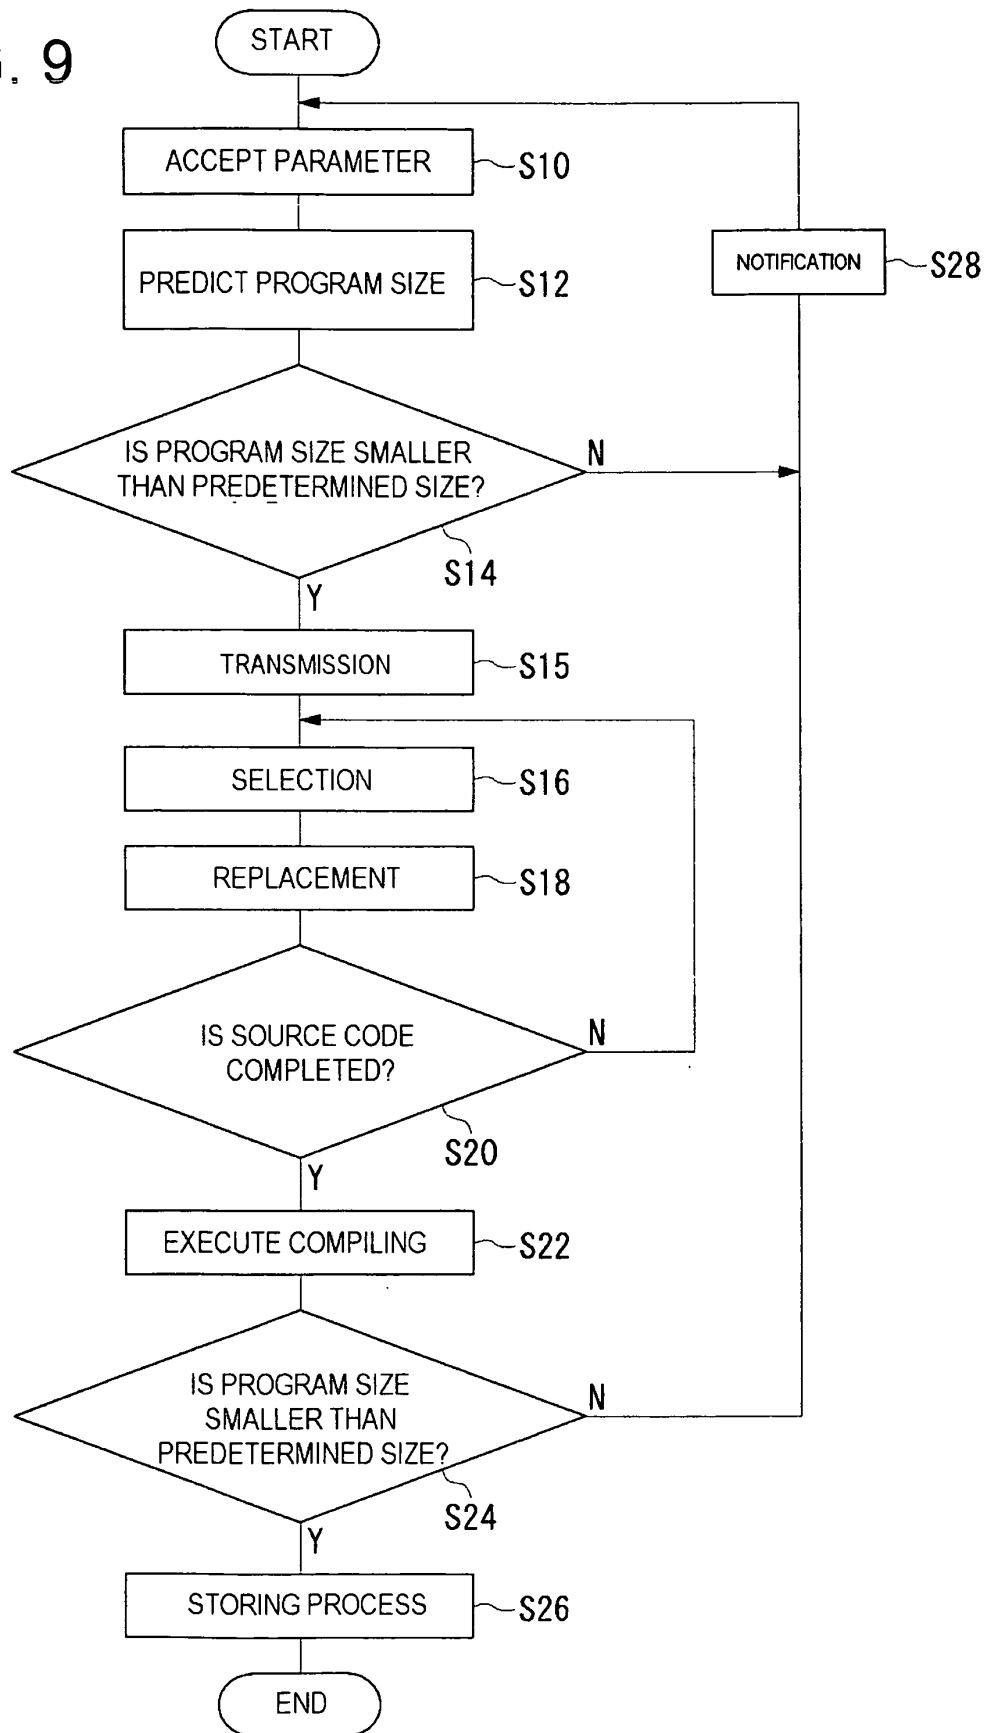 . 9
START
ACCEPT PARAMETER
S10
NOTIFICATION
S28
PREDICT PROGRAM SIZE
S12
IS PROGRAM SIZE SMALLER
THAN PREDETERMINED SIZE?
N
S14
Y
TRANSMISSION
S15
SELECTION
S16
REPLACEMENT
S18
IS SOURCE CODE
COMPLETED?
N
S20
Y
EXECUTE COMPILING
S22
IS PROGRAM SIZE
SMALLER THAN
PREDETERMINED SIZE?
N
S24
Y
STORING PROCESS
S26
END